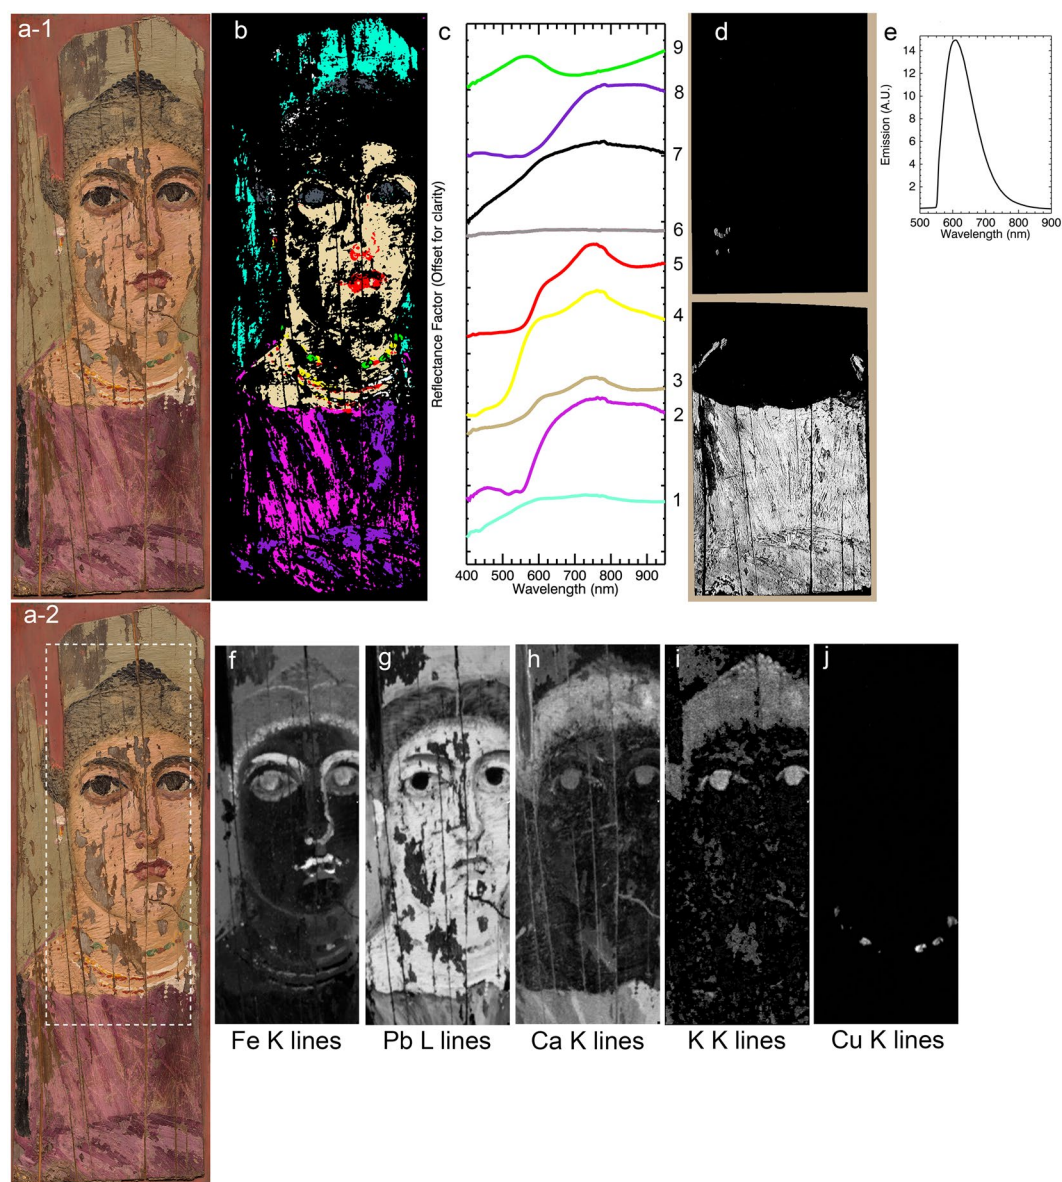 a-1
b
c
d
e
Reflectance Factor (Offset for clarity)
9
8
7
6
5
4
3
2
1
400 500 600 700 800 900
Wavelength (nm)
Emission (A.U.)
14
12
10
8
6
4
2
500 600 700 800 900
Wavelength (nm)
a-2
f
g
h
i
j
Fe K lines
Pb L lines
Ca K lines
K K lines
Cu K lines